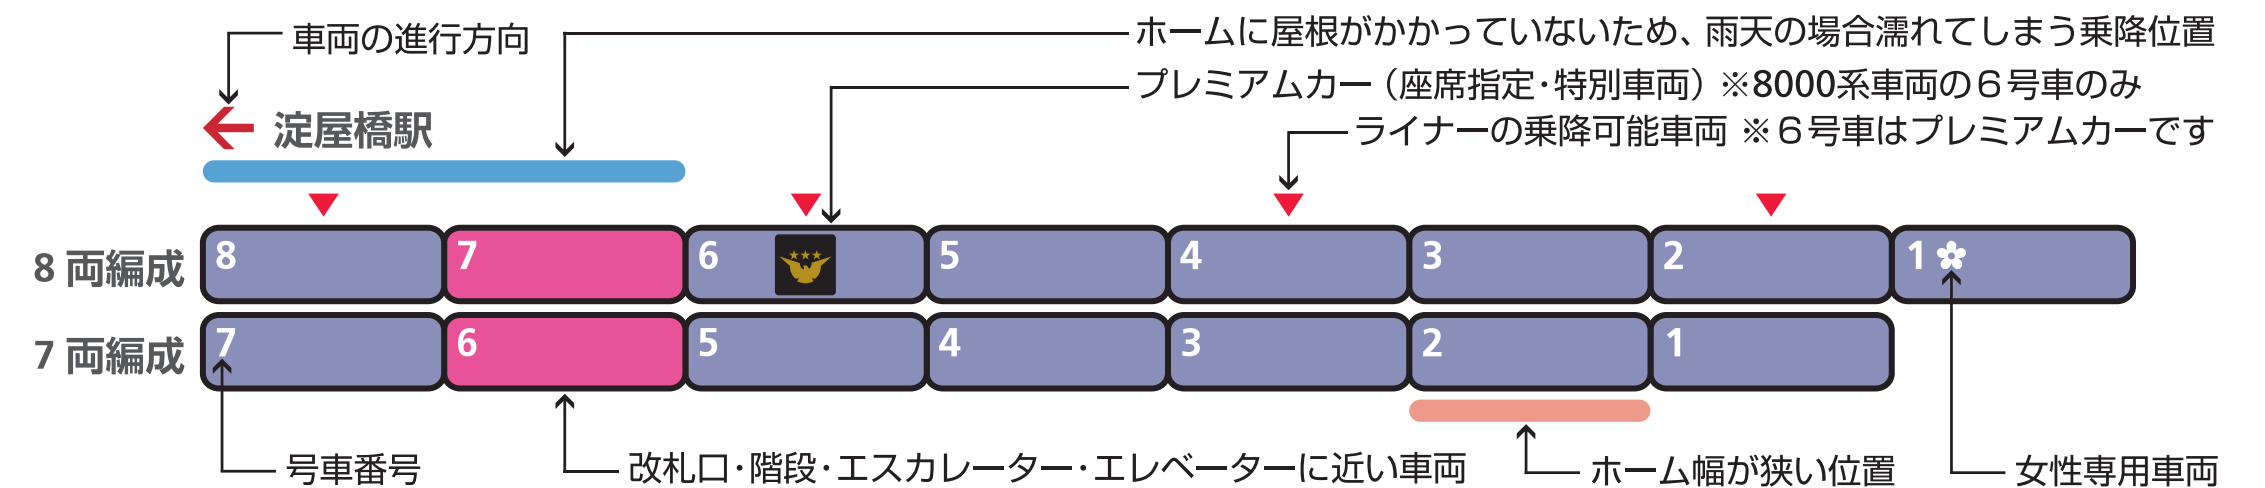 車両の進行方向
ホームに屋根がかかっていないため、雨天の場合濡れてしまう乗降位置
プレミアムカー（座席指定・特別車両）※8000系車両の６号車のみ
淀屋橋駅
ライナーの乗降可能車両 ※６号車はプレミアムカーです
8 両編成 8 7 6 5 4 3 2 1
7 両編成 7 6 5 4 3 2 1
号車番号
改札口・階段・エスカレーター・エレベーターに近い車両
ホーム幅が狭い位置
女性専用車両